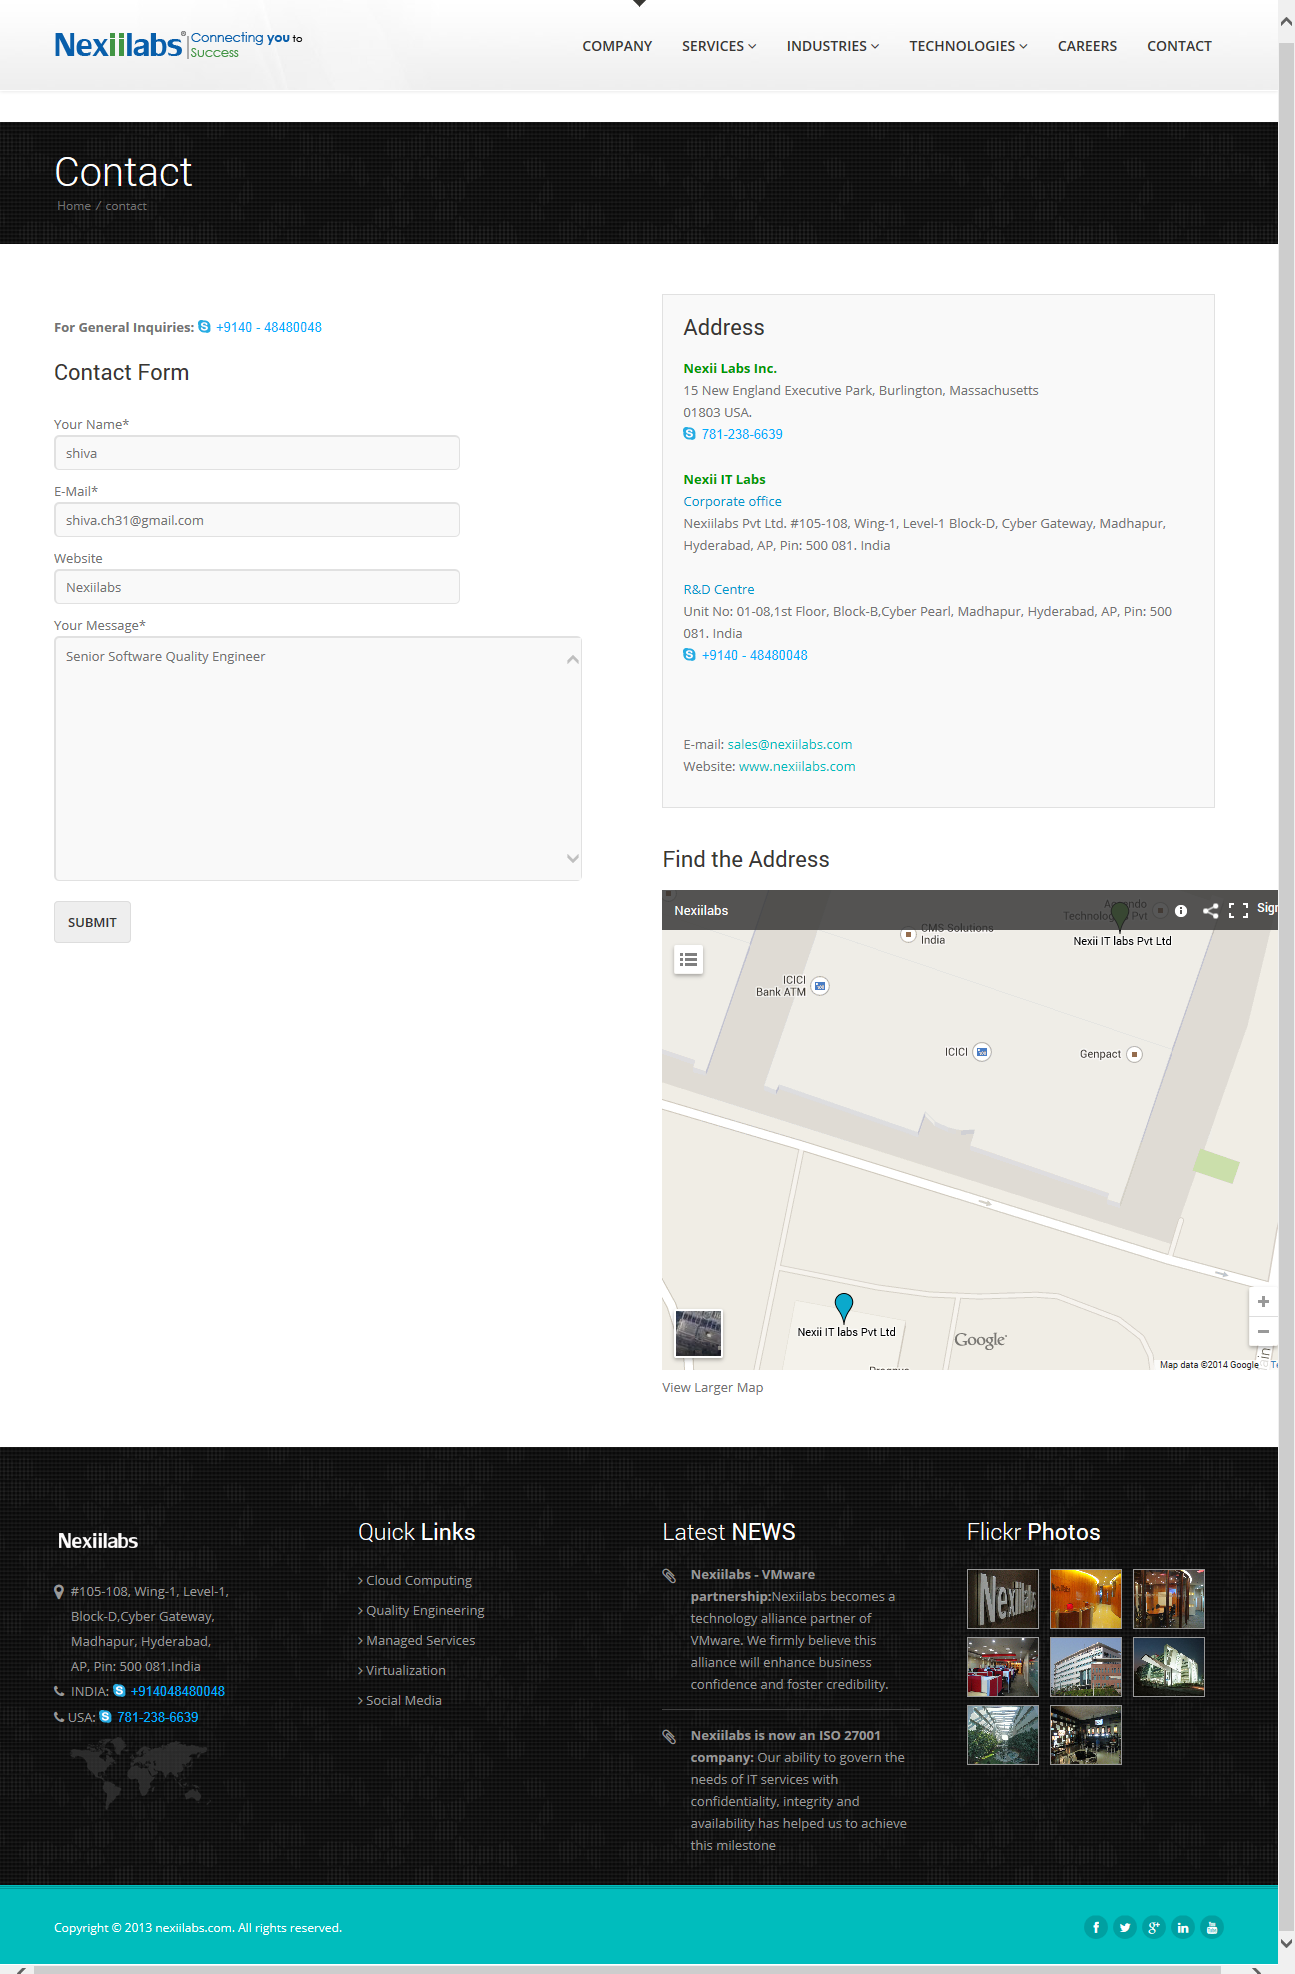 Nexiilabs® Connecting you to
Success
COMPANY SERVICES INDUSTRIES TECHNOLOGIES CAREERS CONTACT
Contact
Home / contact
For General Inquiries: +9140 - 48480048
Contact Form
Your Name*
shiva
E-Mail*
shiva.ch31@gmail.com
Website
Nexiilabs
Your Message*
Senior Software Quality Engineer
SUBMIT
Address
Nexii Labs Inc.
15 New England Executive Park, Burlington, Massachusetts
01803 USA.
781-238-6639
Nexii IT Labs
Corporate office
Nexiilabs Pvt Ltd. #105-108, Wing-1, Level-1 Block-D, Cyber Gateway, Madhapur,
Hyderabad, AP, Pin: 500 081. India
R&D Centre
Unit No: 01-08,1st Floor, Block-B,Cyber Pearl, Madhapur, Hyderabad, AP, Pin: 500
081. India
+9140 - 48480048
E-mail: sales@nexiilabs.com
Website: www.nexiilabs.com
Find the Address
Nexiilabs
Sign
Pvt
CMS Solutions
India
Nexii IT labs Pvt Ltd
ICICI
Bank ATM
ICICI
Genpact
Nexii IT labs Pvt Ltd
Google
Map data ©2014 Google
View Larger Map
Nexiilabs
#105-108, Wing-1, Level-1,
Block-D,Cyber Gateway,
Madhapur, Hyderabad,
AP, Pin: 500 081.India
INDIA: +914048480048
USA: 781-238-6639
Quick Links
Cloud Computing
Quality Engineering
Managed Services
Virtualization
Social Media
Latest NEWS
Nexiilabs - VMware
partnership:Nexiilabs becomes a
technology alliance partner of
VMware. We firmly believe this
alliance will enhance business
confidence and foster credibility.
Nexiilabs is now an ISO 27001
company: Our ability to govern the
needs of IT services with
confidentiality, integrity and
availability has helped us to achieve
this milestone
Flickr Photos
Nexiilabs
Copyright © 2013 nexiilabs.com. All rights reserved.